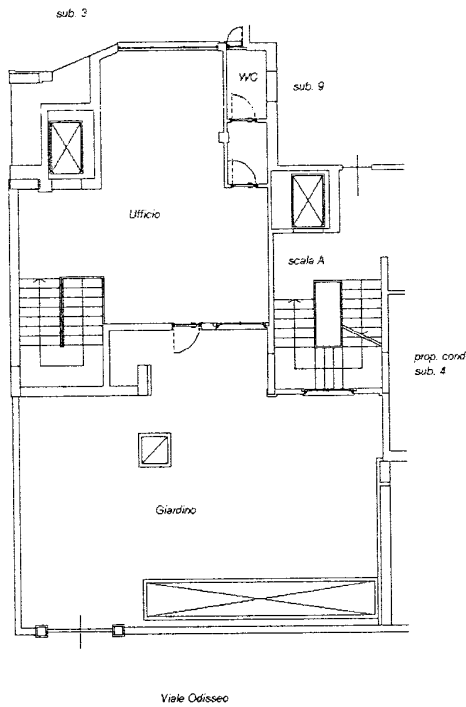 sub. 3
WC
sub. 9
Ufficio
scala A
prop. cond
sub. 4
Giardino
Viale Odisseo